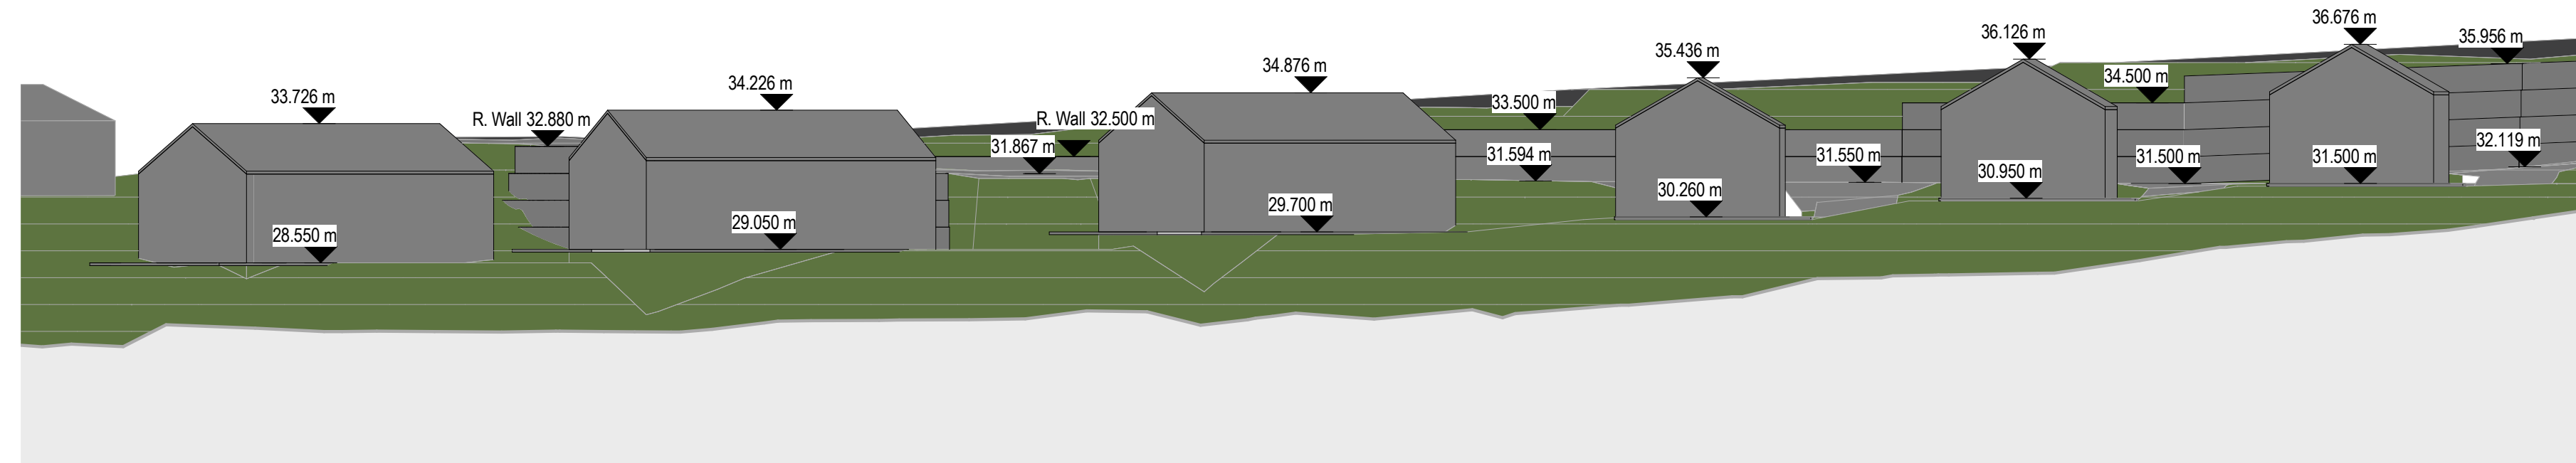 33.726 m
R. Wall 32.880 m
34.226 m
R. Wall 32.500 m
34.876 m
35.436 m
36.126 m
36.676 m
35.956 m
34.500 m
33.500 m
31.867 m
31.594 m
31.550 m
31.500 m
31.500 m
32.119 m
28.550 m
29.050 m
29.700 m
30.260 m
30.950 m